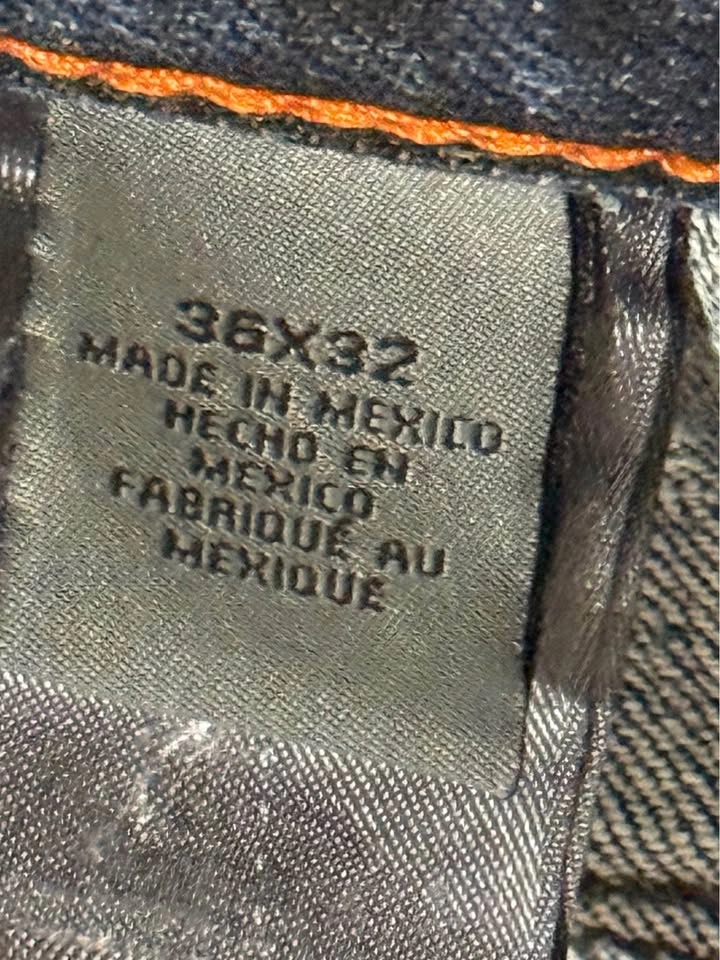 36X32
MADE IN MEXICO
HECHO EN
MEXICO
FABRIQUÉ AU
MEXIQUE